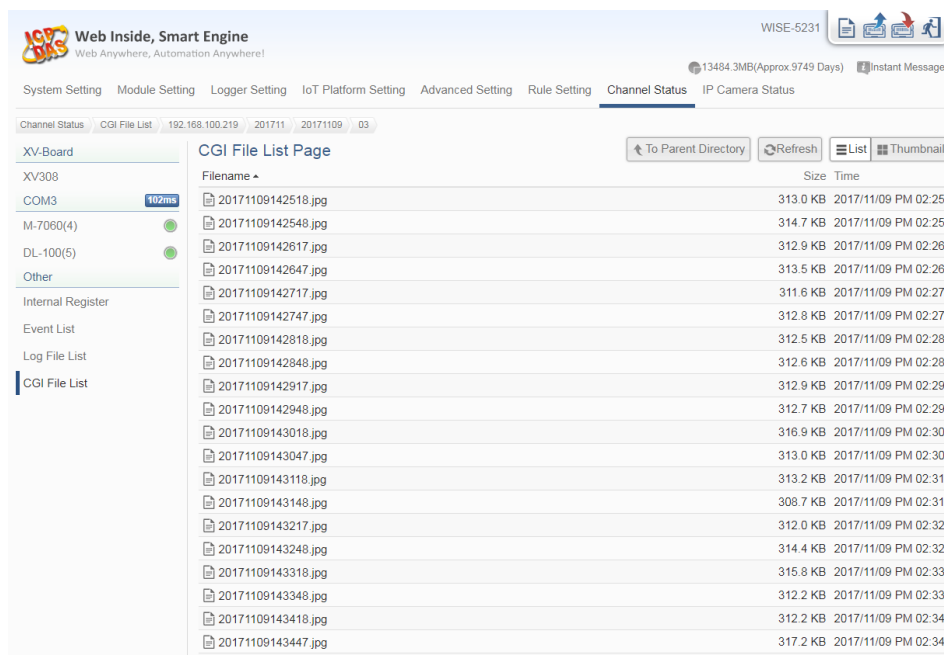 ICP DAS
Web Inside, Smart Engine
Web Anywhere, Automation Anywhere!
WISE-5231
13484.3MB(Approx.9749 Days) Instant Message
System Setting Module Setting Logger Setting IoT Platform Setting Advanced Setting Rule Setting Channel Status IP Camera Status
Channel Status CGI File List 192.168.100.219 201711 20171109 03
XV-Board
XV308
COM3 102ms
M-7060(4)
DL-100(5)
Other
Internal Register
Event List
Log File List
CGI File List
CGI File List Page
To Parent Directory Refresh List Thumbnail
Filename Size Time
20171109142518.jpg 313.0 KB 2017/11/09 PM 02:25
20171109142548.jpg 314.7 KB 2017/11/09 PM 02:25
20171109142617.jpg 312.9 KB 2017/11/09 PM 02:26
20171109142647.jpg 313.5 KB 2017/11/09 PM 02:26
20171109142717.jpg 311.6 KB 2017/11/09 PM 02:27
20171109142747.jpg 312.8 KB 2017/11/09 PM 02:27
20171109142818.jpg 312.5 KB 2017/11/09 PM 02:28
20171109142848.jpg 312.6 KB 2017/11/09 PM 02:28
20171109142917.jpg 312.9 KB 2017/11/09 PM 02:29
20171109142948.jpg 312.7 KB 2017/11/09 PM 02:29
20171109143018.jpg 316.9 KB 2017/11/09 PM 02:30
20171109143047.jpg 313.0 KB 2017/11/09 PM 02:30
20171109143118.jpg 313.2 KB 2017/11/09 PM 02:31
20171109143148.jpg 308.7 KB 2017/11/09 PM 02:31
20171109143217.jpg 312.0 KB 2017/11/09 PM 02:32
20171109143248.jpg 314.4 KB 2017/11/09 PM 02:32
20171109143318.jpg 315.8 KB 2017/11/09 PM 02:33
20171109143348.jpg 312.2 KB 2017/11/09 PM 02:33
20171109143418.jpg 312.2 KB 2017/11/09 PM 02:34
20171109143447.jpg 317.2 KB 2017/11/09 PM 02:34